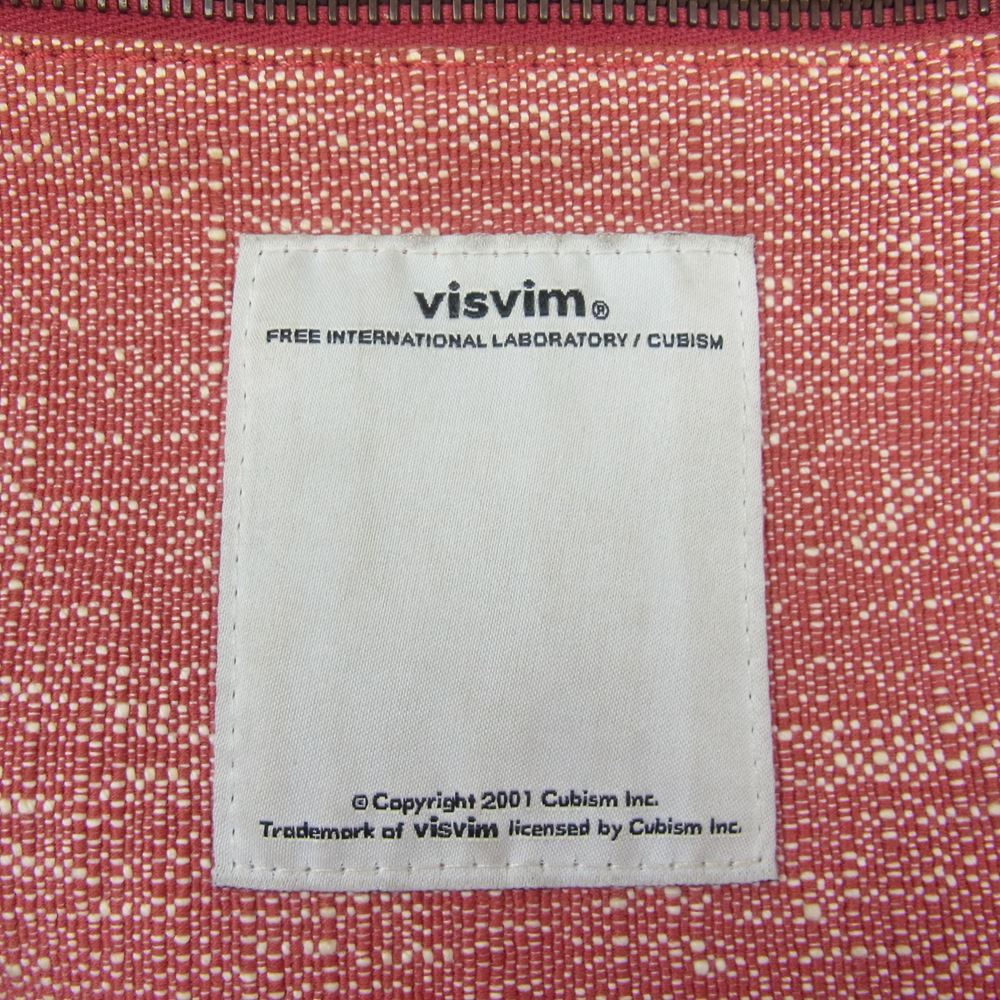 visvim®
FREE INTERNATIONAL LABORATORY / CUBISM
© Copyright 2001 Cubism Inc.
Trademark of visvim licensed by Cubism Inc.